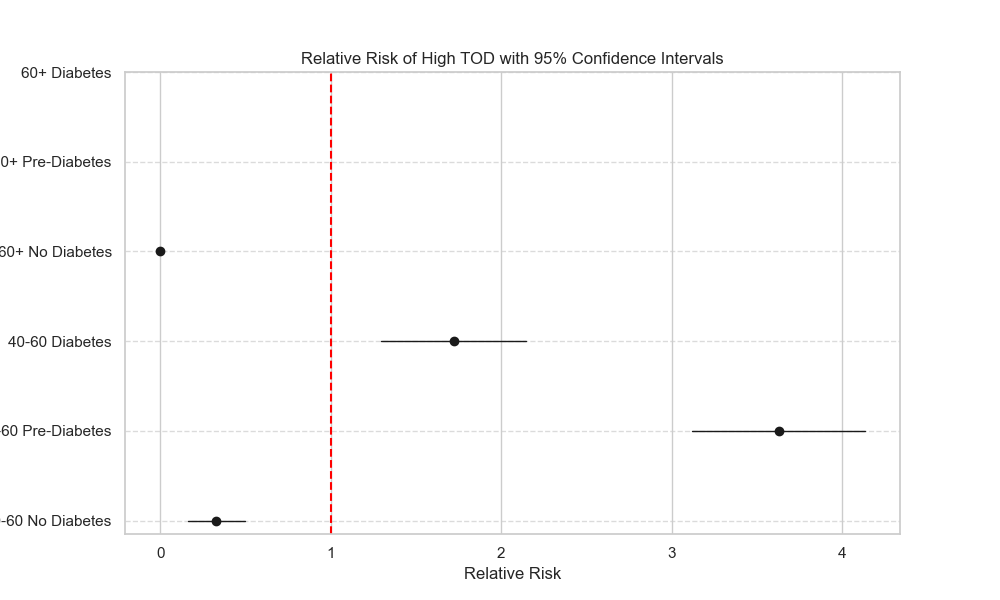 Relative Risk of High TOD with 95% Confidence Intervals
60+ Diabetes
0+ Pre-Diabetes
60+ No Diabetes
40-60 Diabetes
-60 Pre-Diabetes
-60 No Diabetes
0 1 2 3 4
Relative Risk